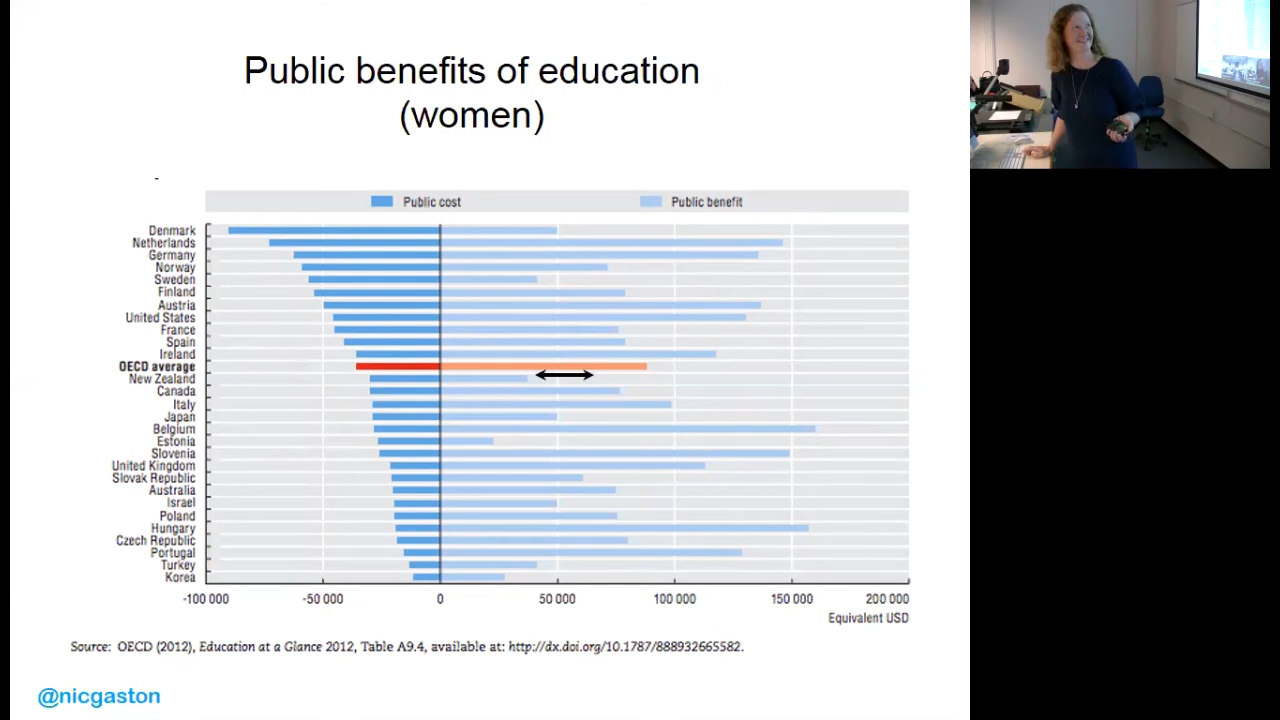 Public benefits of education
(women)
Public cost
Public benefit
Denmark
Netherlands
Germany
Norway
Sweden
Finland
Austria
United States
France
Spain
Ireland
OECD average
New Zealand
Canada
Italy
Japan
Belgium
Estonia
Slovenia
United Kingdom
Slovak Republic
Australia
Israel
Poland
Hungary
Czech Republic
Portugal
Turkey
Korea
-100 000 -50 000 0 50 000 100 000 150 000 200 000
Equivalent USD
Source: OECD (2012), Education at a Glance 2012, Table A9.4, available at: http://dx.doi.org/10.1787/888932665582.
@nicgaston